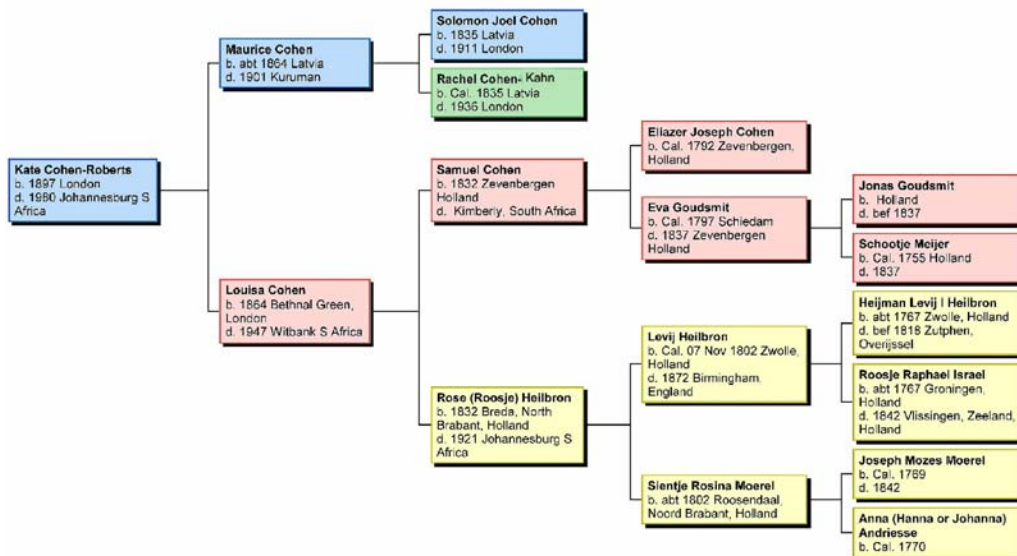 Solomon Joel Cohen
b. 1835 Latvia
d. 1911 London
Maurice Cohen
b. abt 1864 Latvia
d. 1901 Kuruman
Rachel Cohen- Kahn
b. Cal. 1835 Latvia
d. 1936 London
Kate Cohen-Roberts
b. 1897 London
d. 1980 Johannesburg S
Africa
Eliazer Joseph Cohen
b. Cal. 1792 Zevenbergen,
Holland
Samuel Cohen
b. 1832 Zevenbergen
Holland
d. Kimberly, South Africa
Eva Goudsmit
b. Cal. 1797 Schiedam
d. 1837 Zevenbergen
Holland
Jonas Goudsmit
b. Holland
d. bef 1837
Schootje Meijer
b. Cal. 1755 Holland
d. 1837
Louisa Cohen
b. 1864 Bethnal Green,
London
d. 1947 Witbank S Africa
Heijman Levij I Heilbron
b. abt 1767 Zwolle, Holland
d. bef 1818 Zutphen,
Overijssel
Levij Heilbron
b. Cal. 07 Nov 1802 Zwolle,
Holland
d. 1872 Birmingham,
England
Roosje Raphael Israel
b. abt 1767 Groningen,
Holland
d. 1842 Vlissingen, Zeeland,
Holland
Rose (Roosje) Heilbron
b. 1832 Breda, North
Brabant, Holland
d. 1921 Johannesburg S
Africa
Joseph Mozes Moerel
b. Cal. 1769
d. 1842
Sientje Rosina Moerel
b. abt 1802 Roosendaal,
Noord Brabant, Holland
Anna (Hanna or Johanna)
Andriesse
b. Cal. 1770